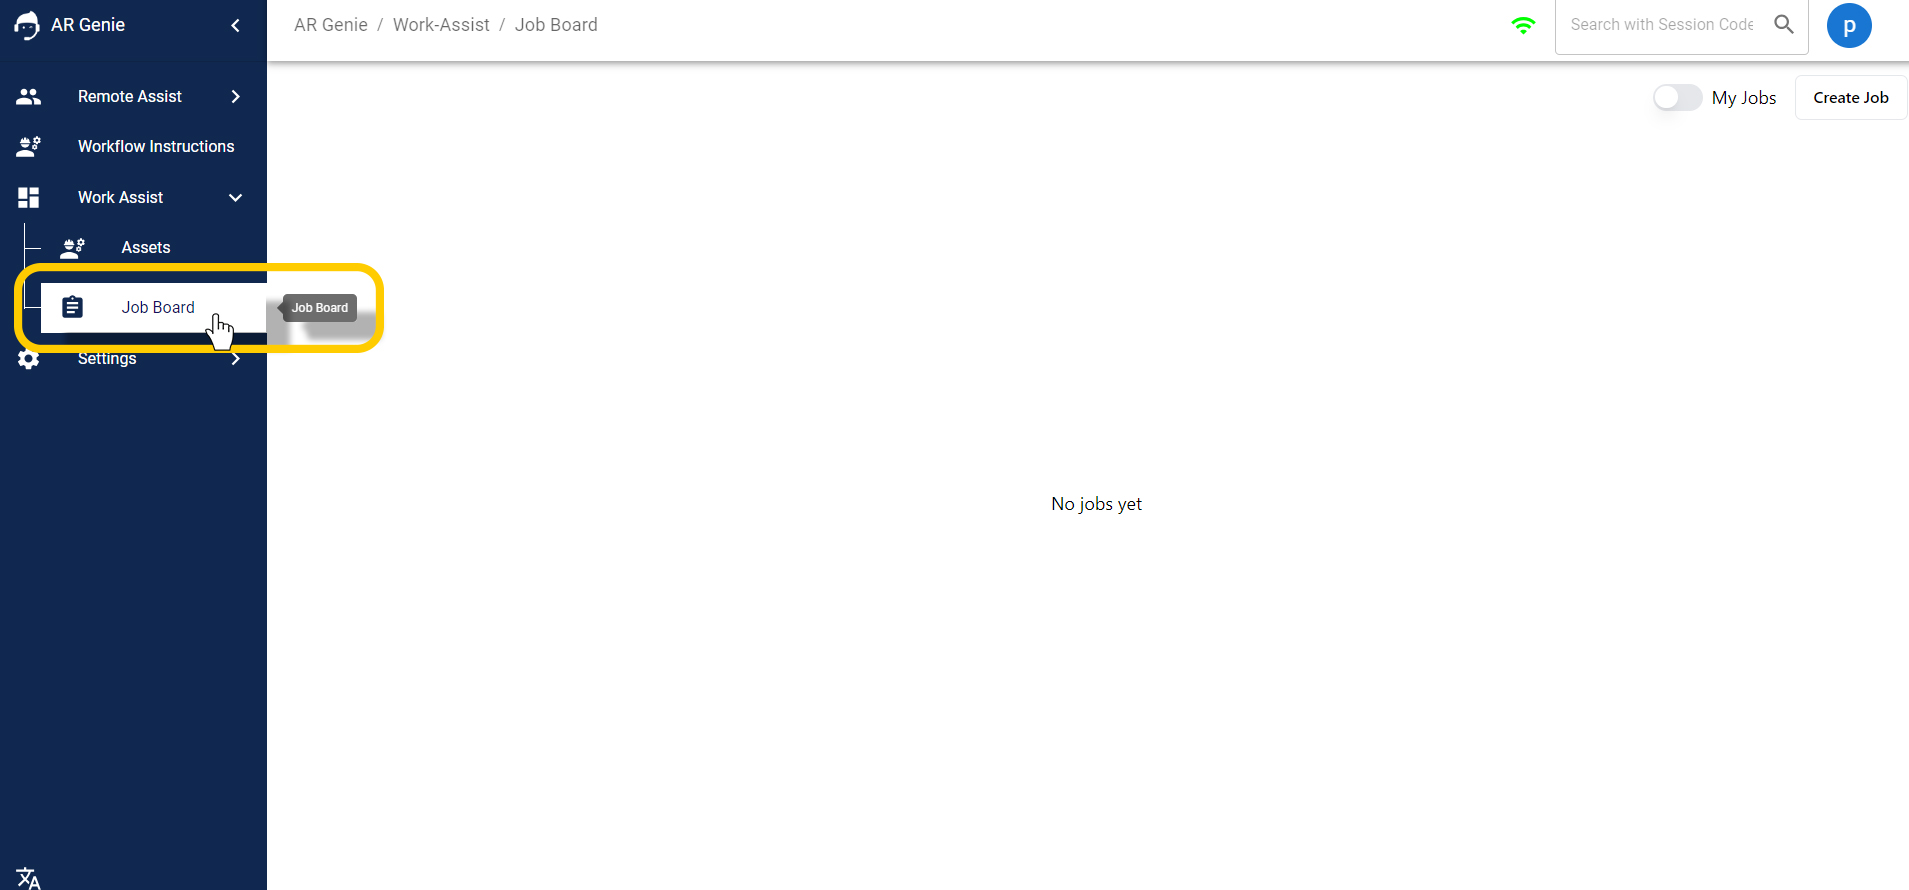 AR Genie
AR Genie / Work-Assist / Job Board
Search with Session Code
p
Remote Assist
My Jobs
Create Job
Workflow Instructions
Work Assist
Assets
Job Board
Job Board
Settings
No jobs yet